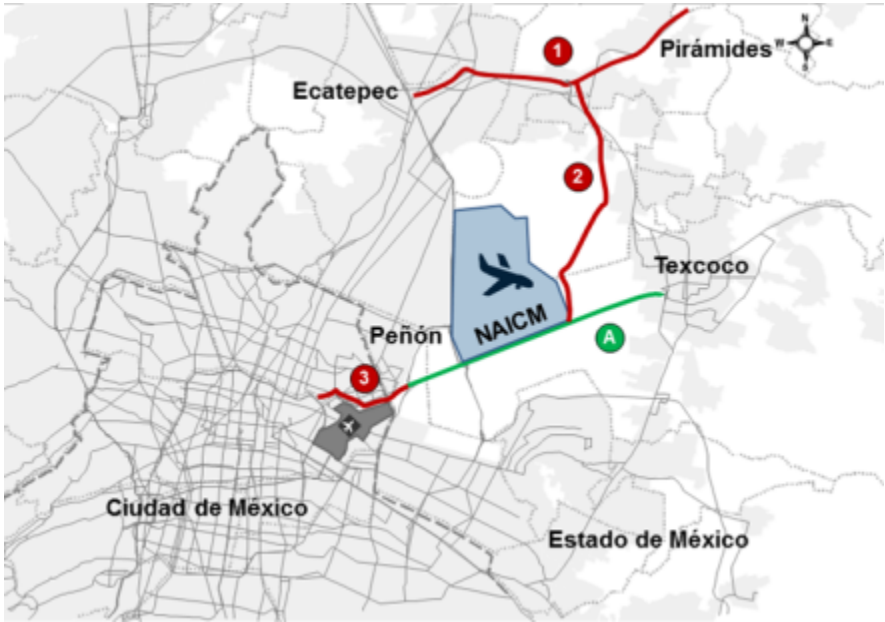 N
W E
S
1
Pirámides
Ecatepec
2
Texcoco
NAICM
Peñón
A
3
Ciudad de México
Estado de México